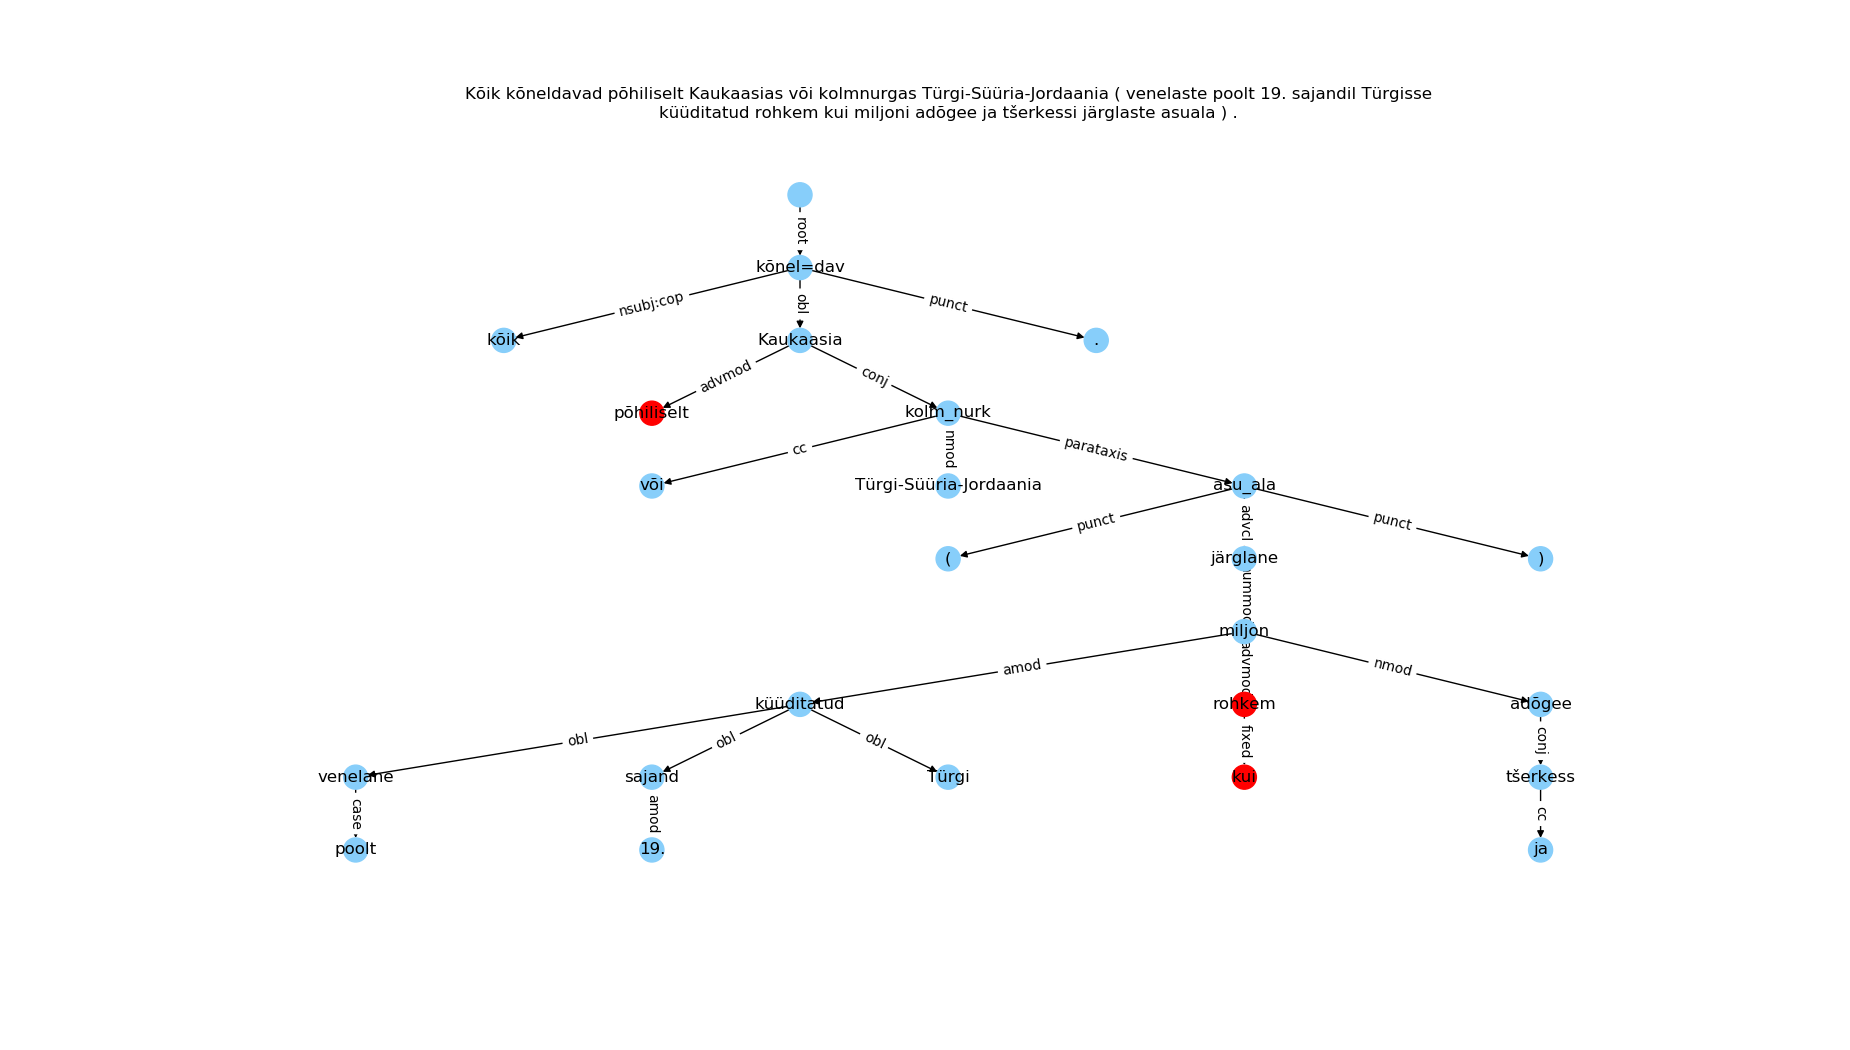 Kõik kõneldavad põhiliselt Kaukaasias või kolmnurgas Türgi-Süüria-Jordaania ( venelaste poolt 19. sajandil Türgisse
küüditatud rohkem kui miljoni adõgee ja tšerkessi järglaste asuala ) .
root
kõnel=dav
nsubj:cop
obl
punct
kõik
Kaukaasia
.
advmod
conj
põhiliselt
kolm_nurk
cc
nmod
parataxis
või
Türgi-Süüria-Jordaania
asu_ala
punct
advcl
punct
(
järglane
)
nummod
miljon
amod
advmod
nmod
küüditatud
rohkem
adõgee
obl
obl
obl
fixed
conj
venelane
sajand
Türgi
kui
tšerkess
case
amod
cc
poolt
19.
ja